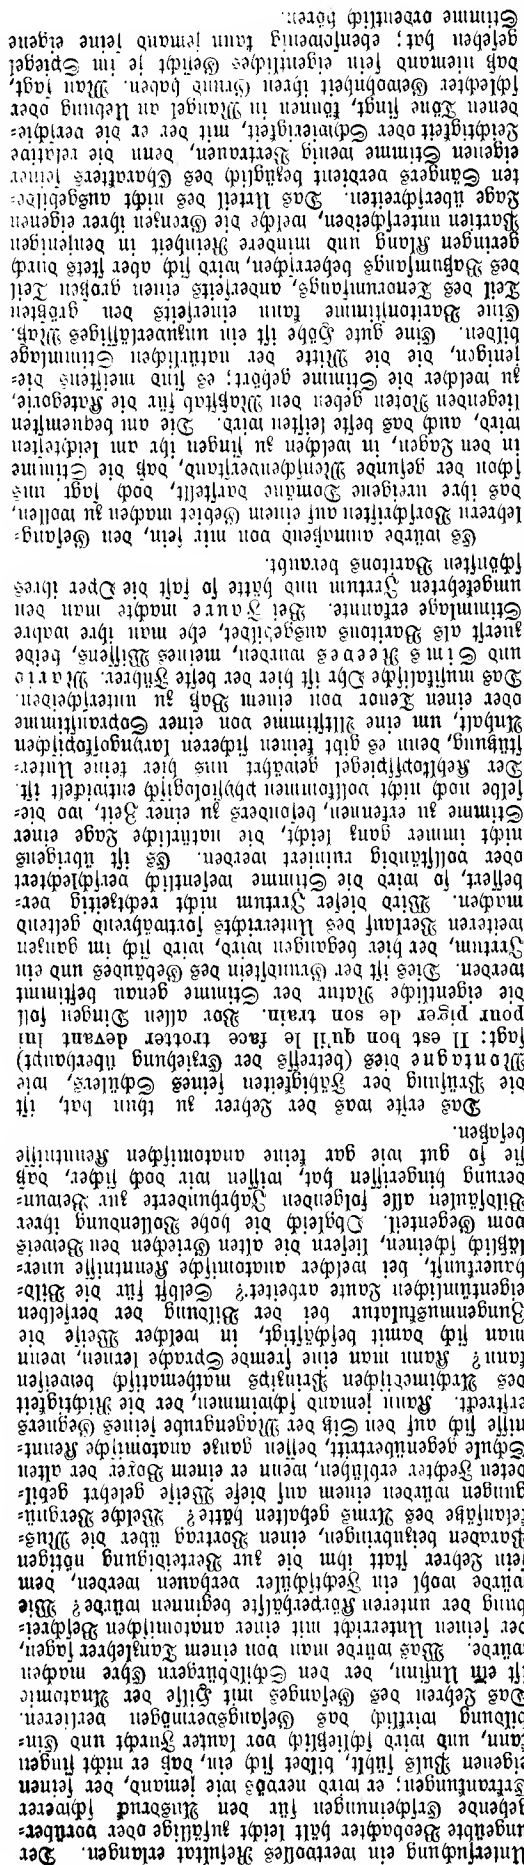 Untersuchung ein wertvolles Resultat erlangen. Der
ungeübte Beobachter hält leicht zufällige oder vorüber-
gehende Erscheinungen für den Ausdruck schwerer
Erkrankungen; er wird nervös wie jemand, der seinen
eigenen Puls fühlt, bildet sich ein, daß er nicht singen
kann, und wird schließlich vor lauter Furcht und Ein-
bildung wirklich das Gesangsvermögen verlieren.
Das Lehren des Gesanges mit Hilfe der Anatomie
ist ein Unsinn, der den Schildbürgern Ehre machen
würde. Was würde man von einem Tanzlehrer sagen,
der seinen Unterricht mit einer anatomischen Beschrei-
bung der unteren Körperhälfte beginnen würde? Wie
würde wohl ein Fechtschüler verhauen werden, dem
sein Lehrer statt ihm die zur Verteidigung nötigen
Paraden beizubringen, einen Vortrag über die Mus-
kelansätze des Arms gehalten hätte? Welche Vergnü-
gungen würden einem auf diese Weise gelehrt gebil-
deten Fechter erblühen, wenn er einem Boxer der alten
Schule gegenübertritt, dessen ganze anatomische Kennt-
nisse sich auf den Sitz der Magengrube seines Gegners
erstreckt. Kann jemand schwimmen, der die Richtigkeit
des Archimedischen Prinzips mathematisch beweisen
kann? Kann man eine fremde Sprache lernen, wenn
man sich damit beschäftigt, in welcher Weise die
Zungenmuskulatur bei der Bildung der derselben
eigentümlichen Laute arbeitet? Selbst für die Bild-
hauerkunst, bei welcher anatomische Kenntnisse uner-
läßlich scheinen, liefern die alten Griechen den Beweis
vom Gegenteil. Obgleich die hohe Vollendung ihrer
Bildsäulen alle folgenden Jahrhunderte zur Bewun-
derung hingerissen hat, wissen wir doch sicher, daß
sie so gut wie gar keine anatomischen Kenntnisse
besaßen.
Das erste was der Lehrer zu thun hat, ist
die Prüfung der Fähigkeiten seines Schülers, wie
Montaigne dies (betreffs der Erziehung überhaupt)
sagt: Il est bon qu'il le face trotter devant lui
pour piger de son train. Vor allen Dingen soll
die eigentliche Natur der Stimme genau bestimmt
werden. Dies ist der Grundstein des Gebäudes und ein
Irrtum, der hier begangen wird, wird sich im ganzen
weiteren Verlauf des Unterrichts fortwährend geltend
machen. Wird dieser Irrtum nicht rechtzeitig ver-
bessert, so wird die Stimme wesentlich verschlechtert
oder vollständig ruiniert werden. Es ist übrigens
nicht immer ganz leicht, die natürliche Lage einer
Stimme zu erkennen, besonders zu einer Zeit, wo die-
selbe noch nicht vollkommen physiologisch entwickelt ist.
Der Kehlkopfspiegel gewährt uns hier keine Unter-
stützung, denn es gibt keinen sicheren laryngoskopischen
Anhalt, um eine Altstimme von einer Sopranstimme
oder einen Tenor von einem Baß zu unterscheiden.
Das musikalische Ohr ist hier der beste Führer. Mario
und Sims Reeves wurden, meines Wissens, beide
zuerst als Baritons ausgebildet, ehe man ihre wahre
Stimmlage erkannte. Bei Faure machte man den
umgekehrten Irrtum und hätte so fast die Oper ihres
schönsten Baritons beraubt.
Es würde anmaßend von mir sein, den Gesang-
lehrern Vorschriften auf einem Gebiet machen zu wollen,
das ihre ureigene Domäne darstellt, doch sagt uns
schon der gesunde Menschenverstand, daß die Stimme
in den Lagen, in welchen zu singen ihr am leichtesten
wird, auch das beste leisten wird. Die am bequemsten
liegenden Noten geben den Maßstab für die Kategorie,
zu welcher die Stimme gehört; es sind meistens die-
jenigen, die die Mitte der natürlichen Stimmlage
bilden. Eine gute Höhe ist ein unzuverlässiges Maß.
Eine Baritonstimme kann einerseits den größten
Teil des Tenorumfangs, anderseits einen großen Teil
des Baßumfangs beherrschen, wird sich aber stets durch
geringen Klang und mindere Reinheit in denjenigen
Partien unterscheiden, welche die Grenzen ihrer eigenen
Lage überschreiten. Das Urteil des nicht ausgebilde-
ten Sängers verdient bezüglich des Charakters seiner
eigenen Stimme wenig Vertrauen, denn die relative
Leichtigkeit oder Schwierigkeit, mit der er die verschie-
denen Töne singt, können in Mangel an Uebung oder
schlechter Gewohnheit ihren Grund haben. Man sagt,
daß niemand sein eigentliches Gesicht je im Spiegel
gesehen hat; ebensowenig kann jemand seine eigene
Stimme ordentlich hören.